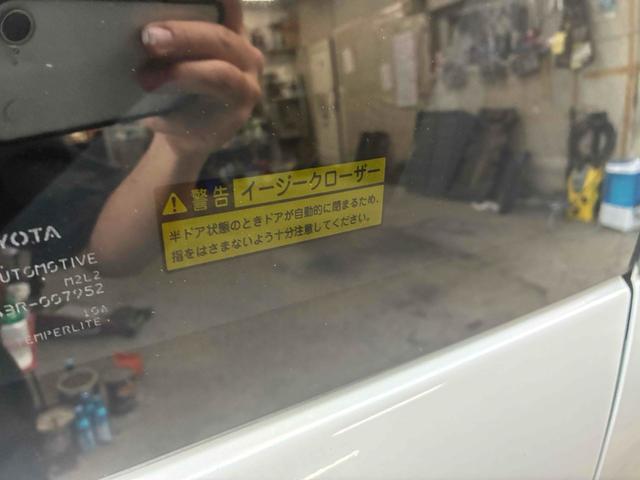 警告 イージークローザー
半ドア状態のときドアが自動的に閉まるため、
指をはさまないよう十分注意してください。
YOTA
UTOMOTIVE
M2L2
3R-007952
10A
EMPERLITE.